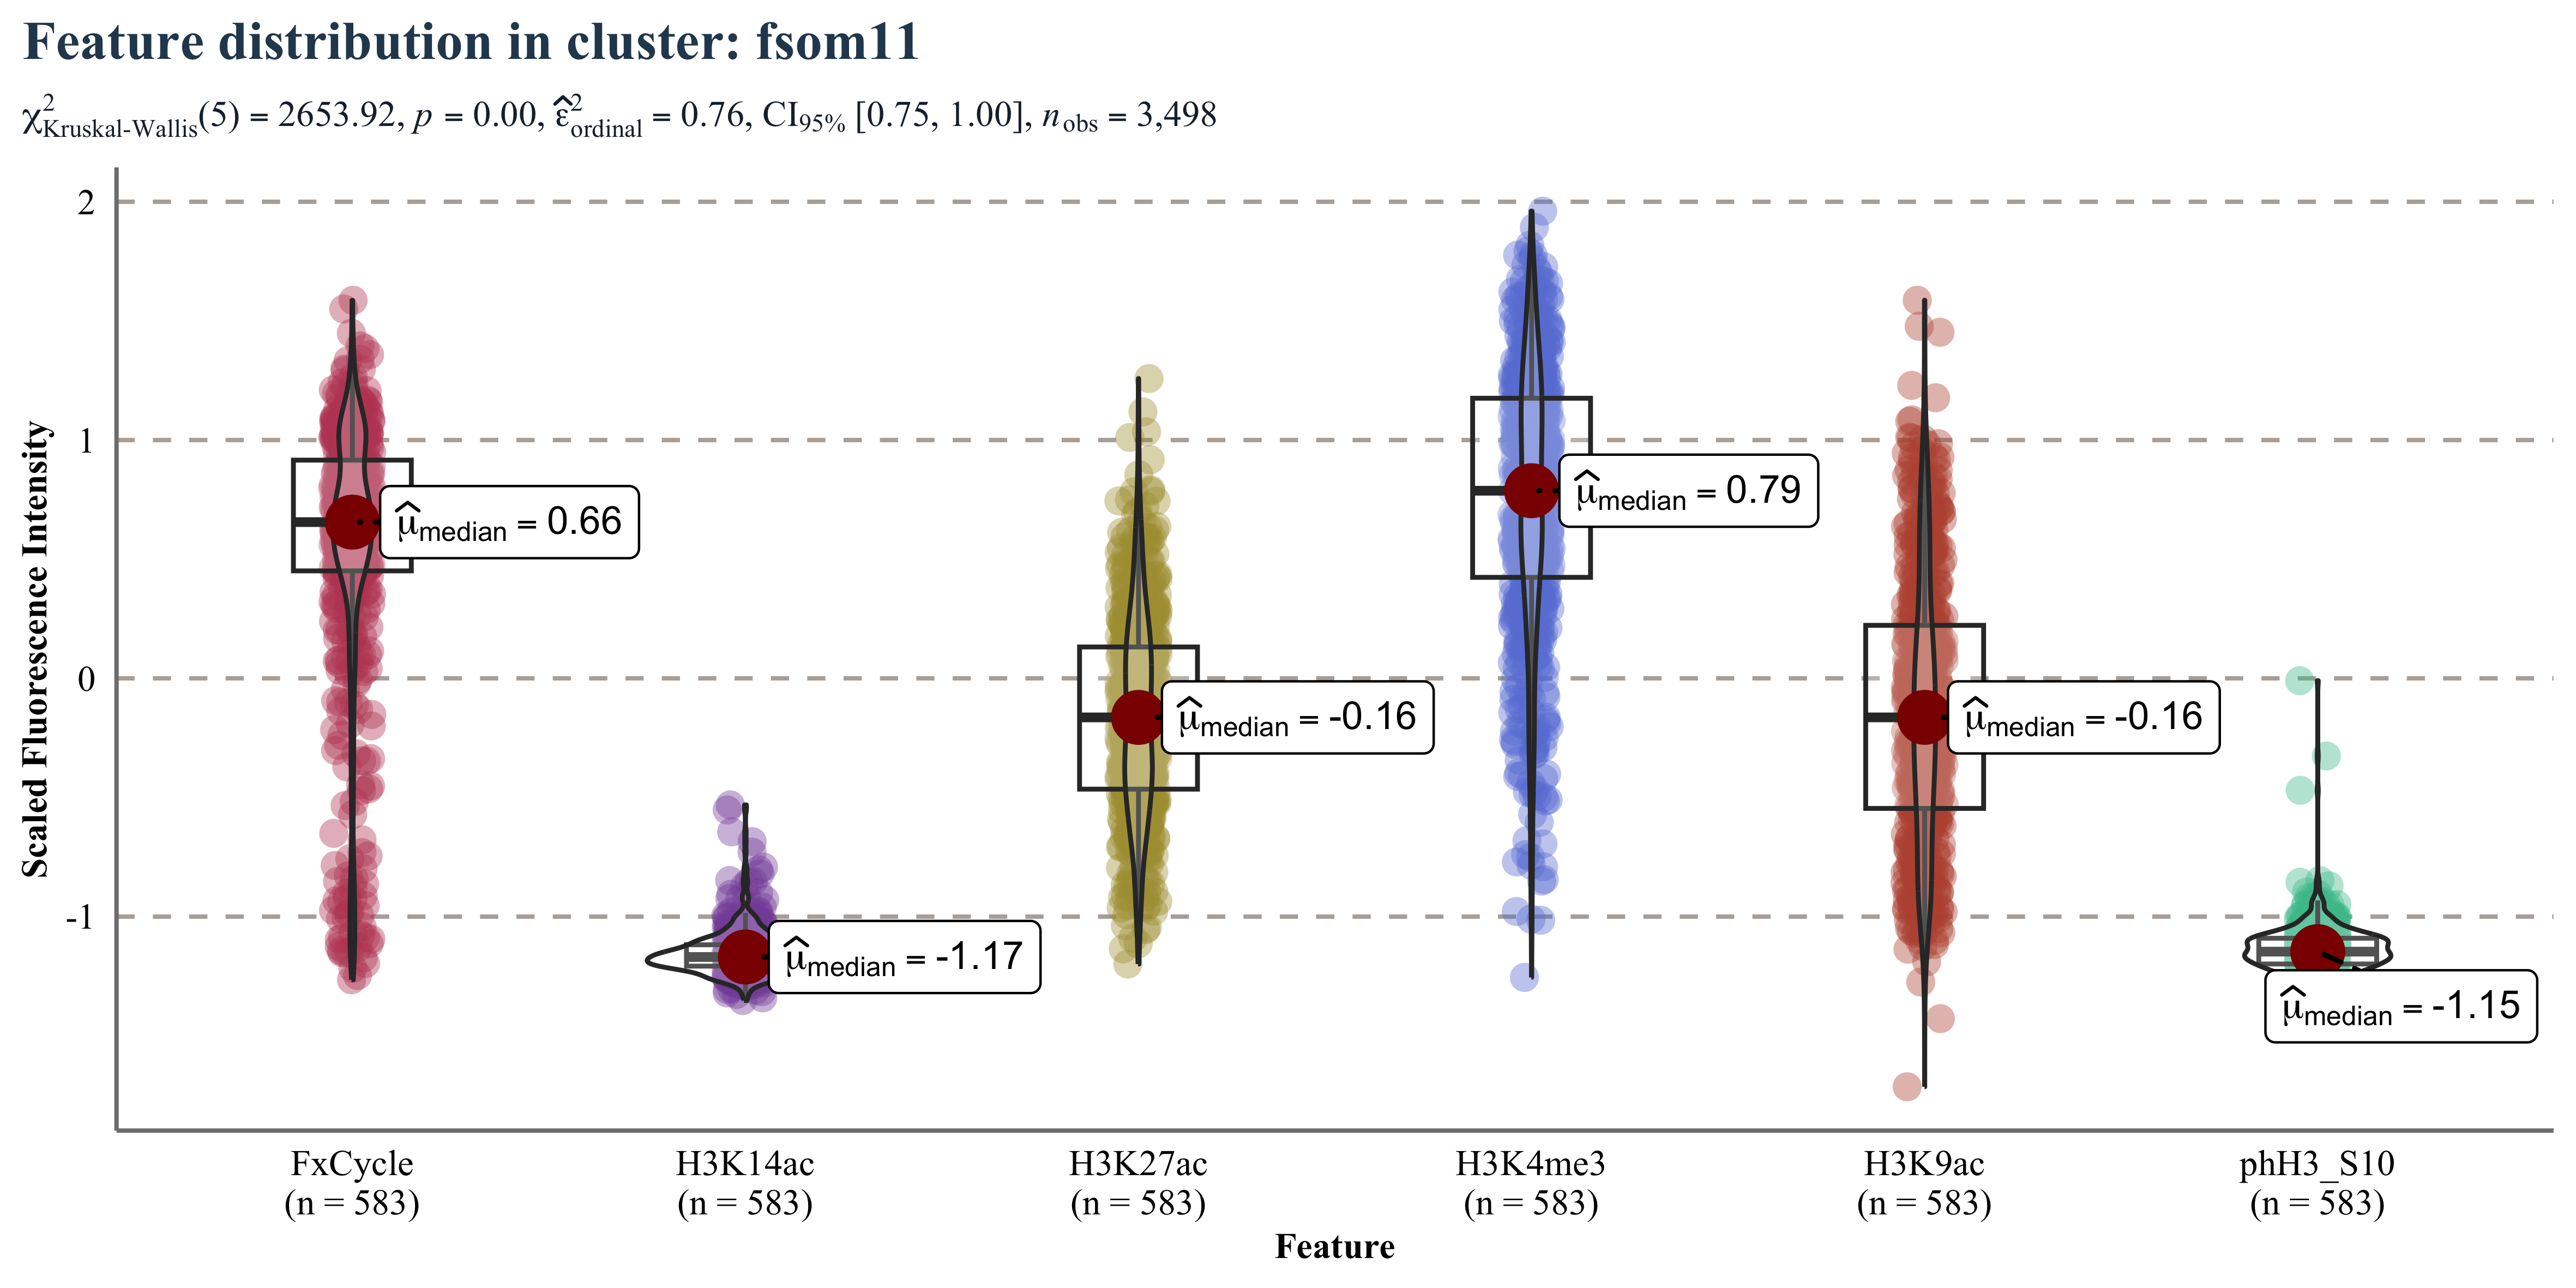 Feature distribution in cluster: fsom11
χ²Kruskal-Wallis(5) = 2653.92, p = 0.00, ε̂²ordinal = 0.76, CI95% [0.75, 1.00], nobs = 3,498
Scaled Fluorescence Intensity
2
1
0
-1
μ̂median = 0.66
μ̂median = -1.17
μ̂median = -0.16
μ̂median = 0.79
μ̂median = -0.16
μ̂median = -1.15
FxCycle
(n = 583)
H3K14ac
(n = 583)
H3K27ac
(n = 583)
H3K4me3
(n = 583)
H3K9ac
(n = 583)
phH3_S10
(n = 583)
Feature